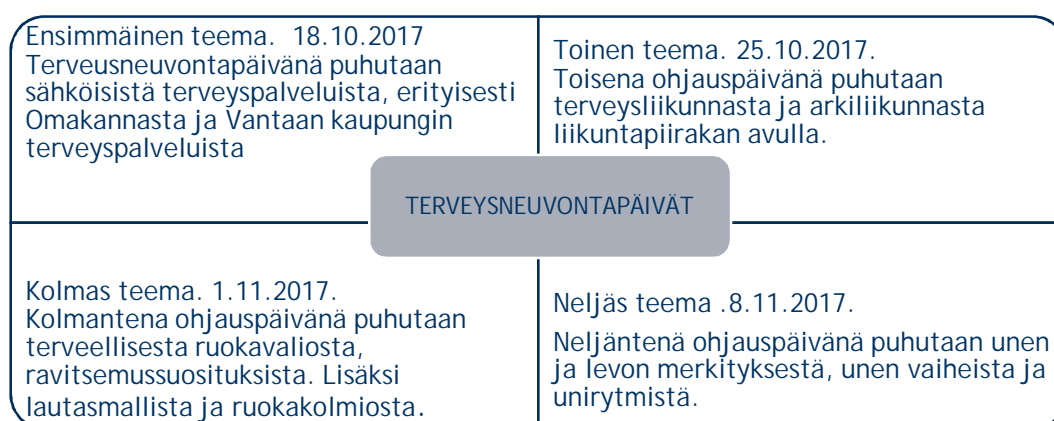 Ensimmäinen teema. 18.10.2017
Terveusneuvontapäivänä puhutaan
sähköisistä terveyspalveluista, erityisesti
Omakannasta ja Vantaan kaupungin
terveyspalveluista
Toinen teema. 25.10.2017.
Toisena ohjauspäivänä puhutaan
terveysliikunnasta ja arkiliikunnasta
liikuntapiirakan avulla.
TERVEYSNEUVONTAPÄIVÄT
Kolmas teema. 1.11.2017.
Kolmantena ohjauspäivänä puhutaan
terveellisesta ruokavaliosta,
ravitsemussuosituksista. Lisäksi
lautasmallista ja ruokakolmiosta.
Neljäs teema .8.11.2017.
Neljäntenä ohjauspäivänä puhutaan unen
ja levon merkityksestä, unen vaiheista ja
unirytmistä.